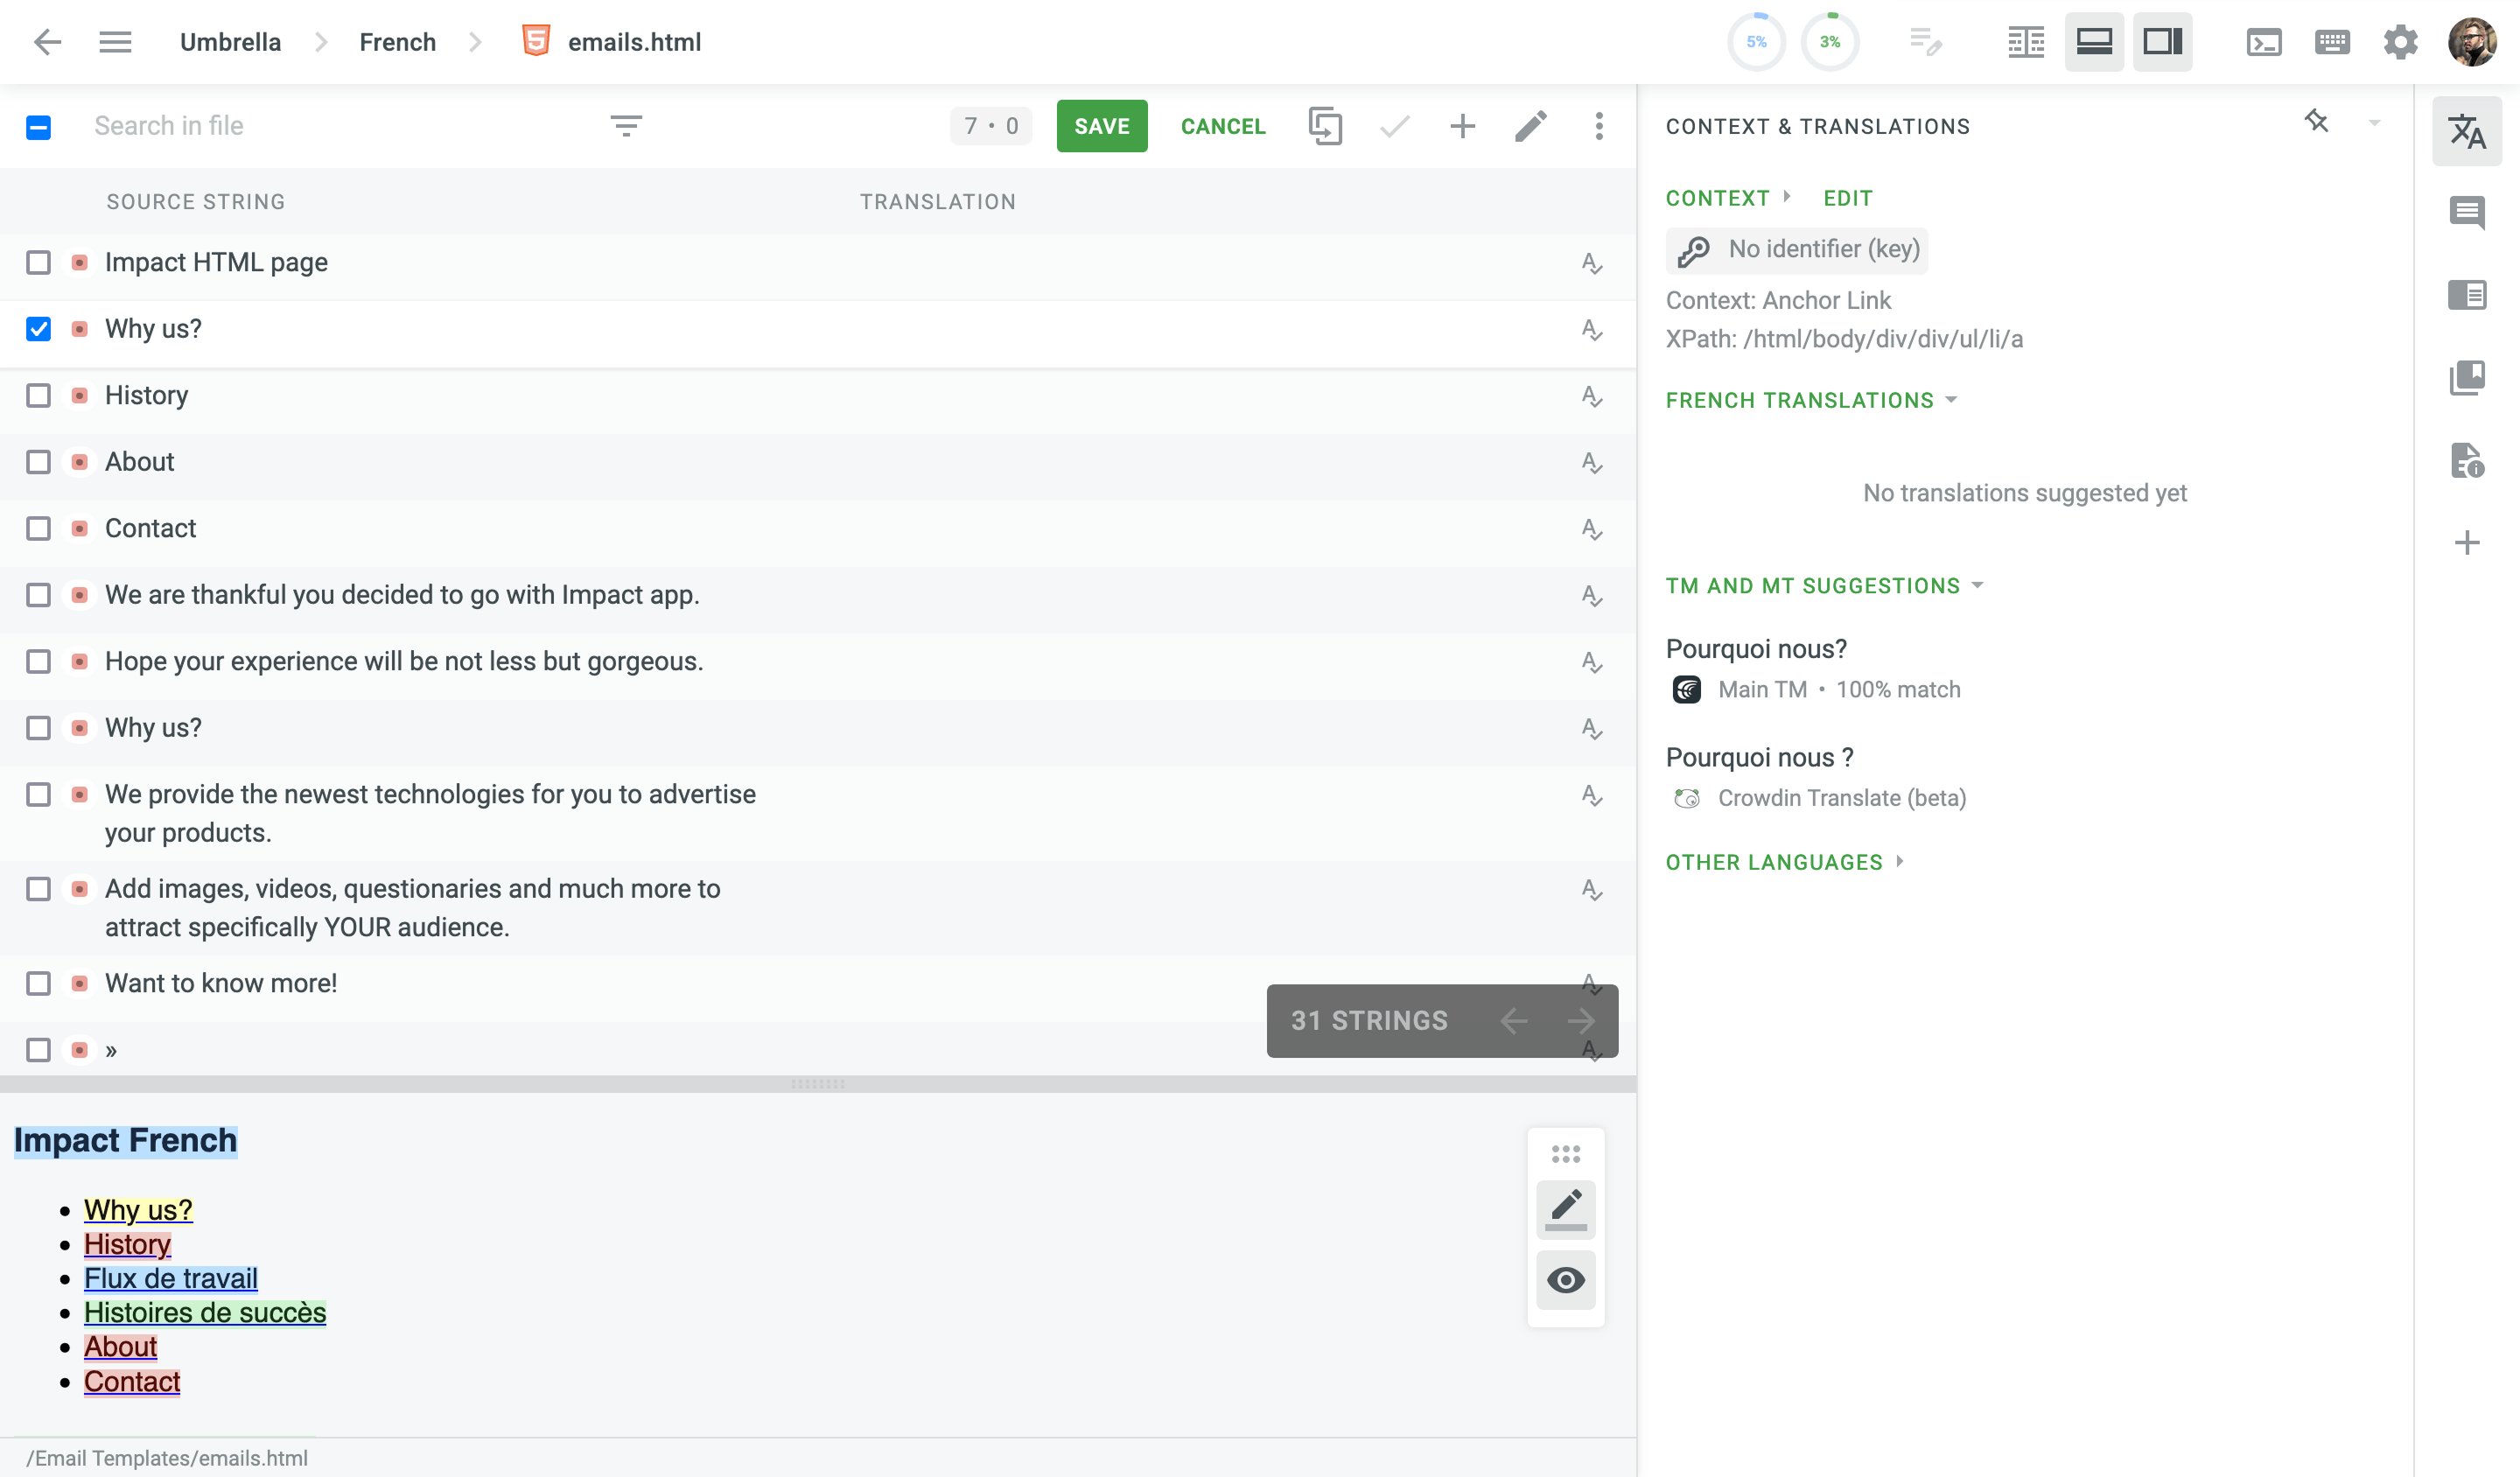 Umbrella
French
emails.html
5%
3%
Search in file
7 • 0
SAVE
CANCEL
SOURCE STRING
TRANSLATION
Impact HTML page
Why us?
History
About
Contact
We are thankful you decided to go with Impact app.
Hope your experience will be not less but gorgeous.
Why us?
We provide the newest technologies for you to advertise
your products.
Add images, videos, questionaries and much more to
attract specifically YOUR audience.
Want to know more!
»
31 STRINGS
Impact French
• Why us?
• History
• Flux de travail
• Histoires de succès
• About
• Contact
/Email Templates/emails.html
CONTEXT & TRANSLATIONS
CONTEXT
EDIT
No identifier (key)
Context: Anchor Link
XPath: /html/body/div/div/ul/li/a
FRENCH TRANSLATIONS
No translations suggested yet
TM AND MT SUGGESTIONS
Pourquoi nous?
Main TM • 100% match
Pourquoi nous ?
Crowdin Translate (beta)
OTHER LANGUAGES